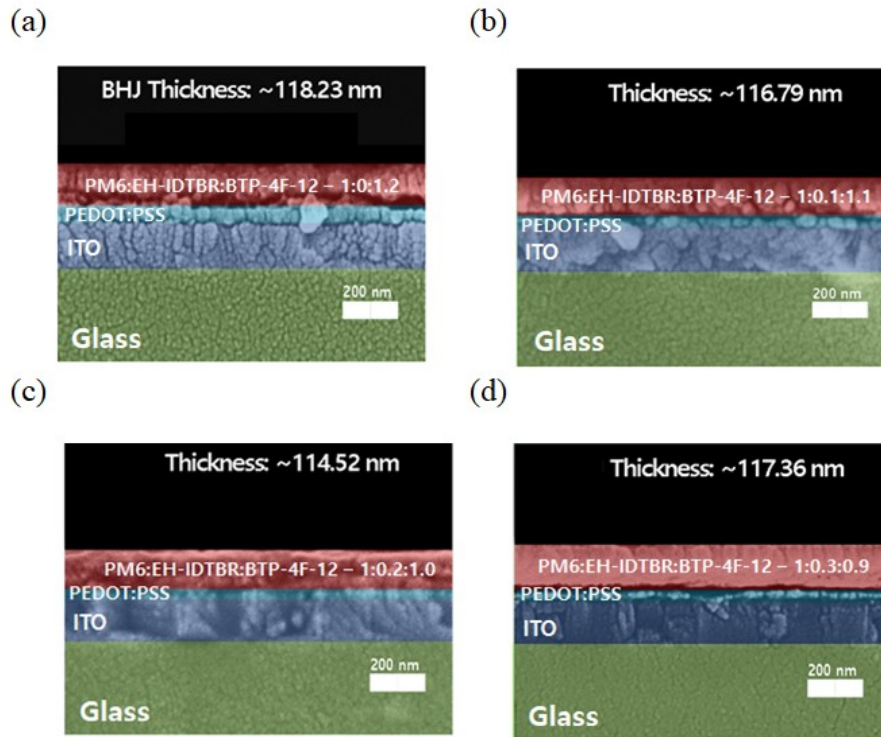 (a)
BHJ Thickness: ~118.23 nm
PM6:EH-IDTBR:BTP-4F-12 – 1:0:1.2
PEDOT:PSS
ITO
200 nm
Glass
(b)
Thickness: ~116.79 nm
PM6:EH-IDTBR:BTP-4F-12 – 1:0.1:1.1
PEDOT:PSS
ITO
200 nm
Glass
(c)
Thickness: ~114.52 nm
PM6:EH-IDTBR:BTP-4F-12 – 1:0.2:1.0
PEDOT:PSS
ITO
200 nm
Glass
(d)
Thickness: ~117.36 nm
PM6:EH-IDTBR:BTP-4F-12 – 1:0.3:0.9
PEDOT:PSS
ITO
200 nm
Glass